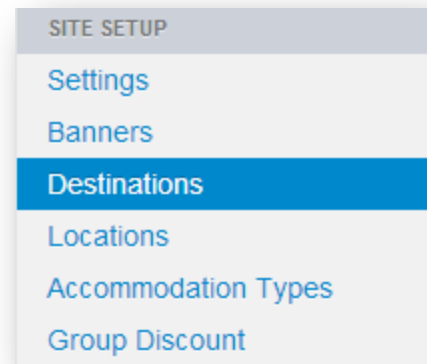 SITE SETUP
Settings
Banners
Destinations
Locations
Accommodation Types
Group Discount